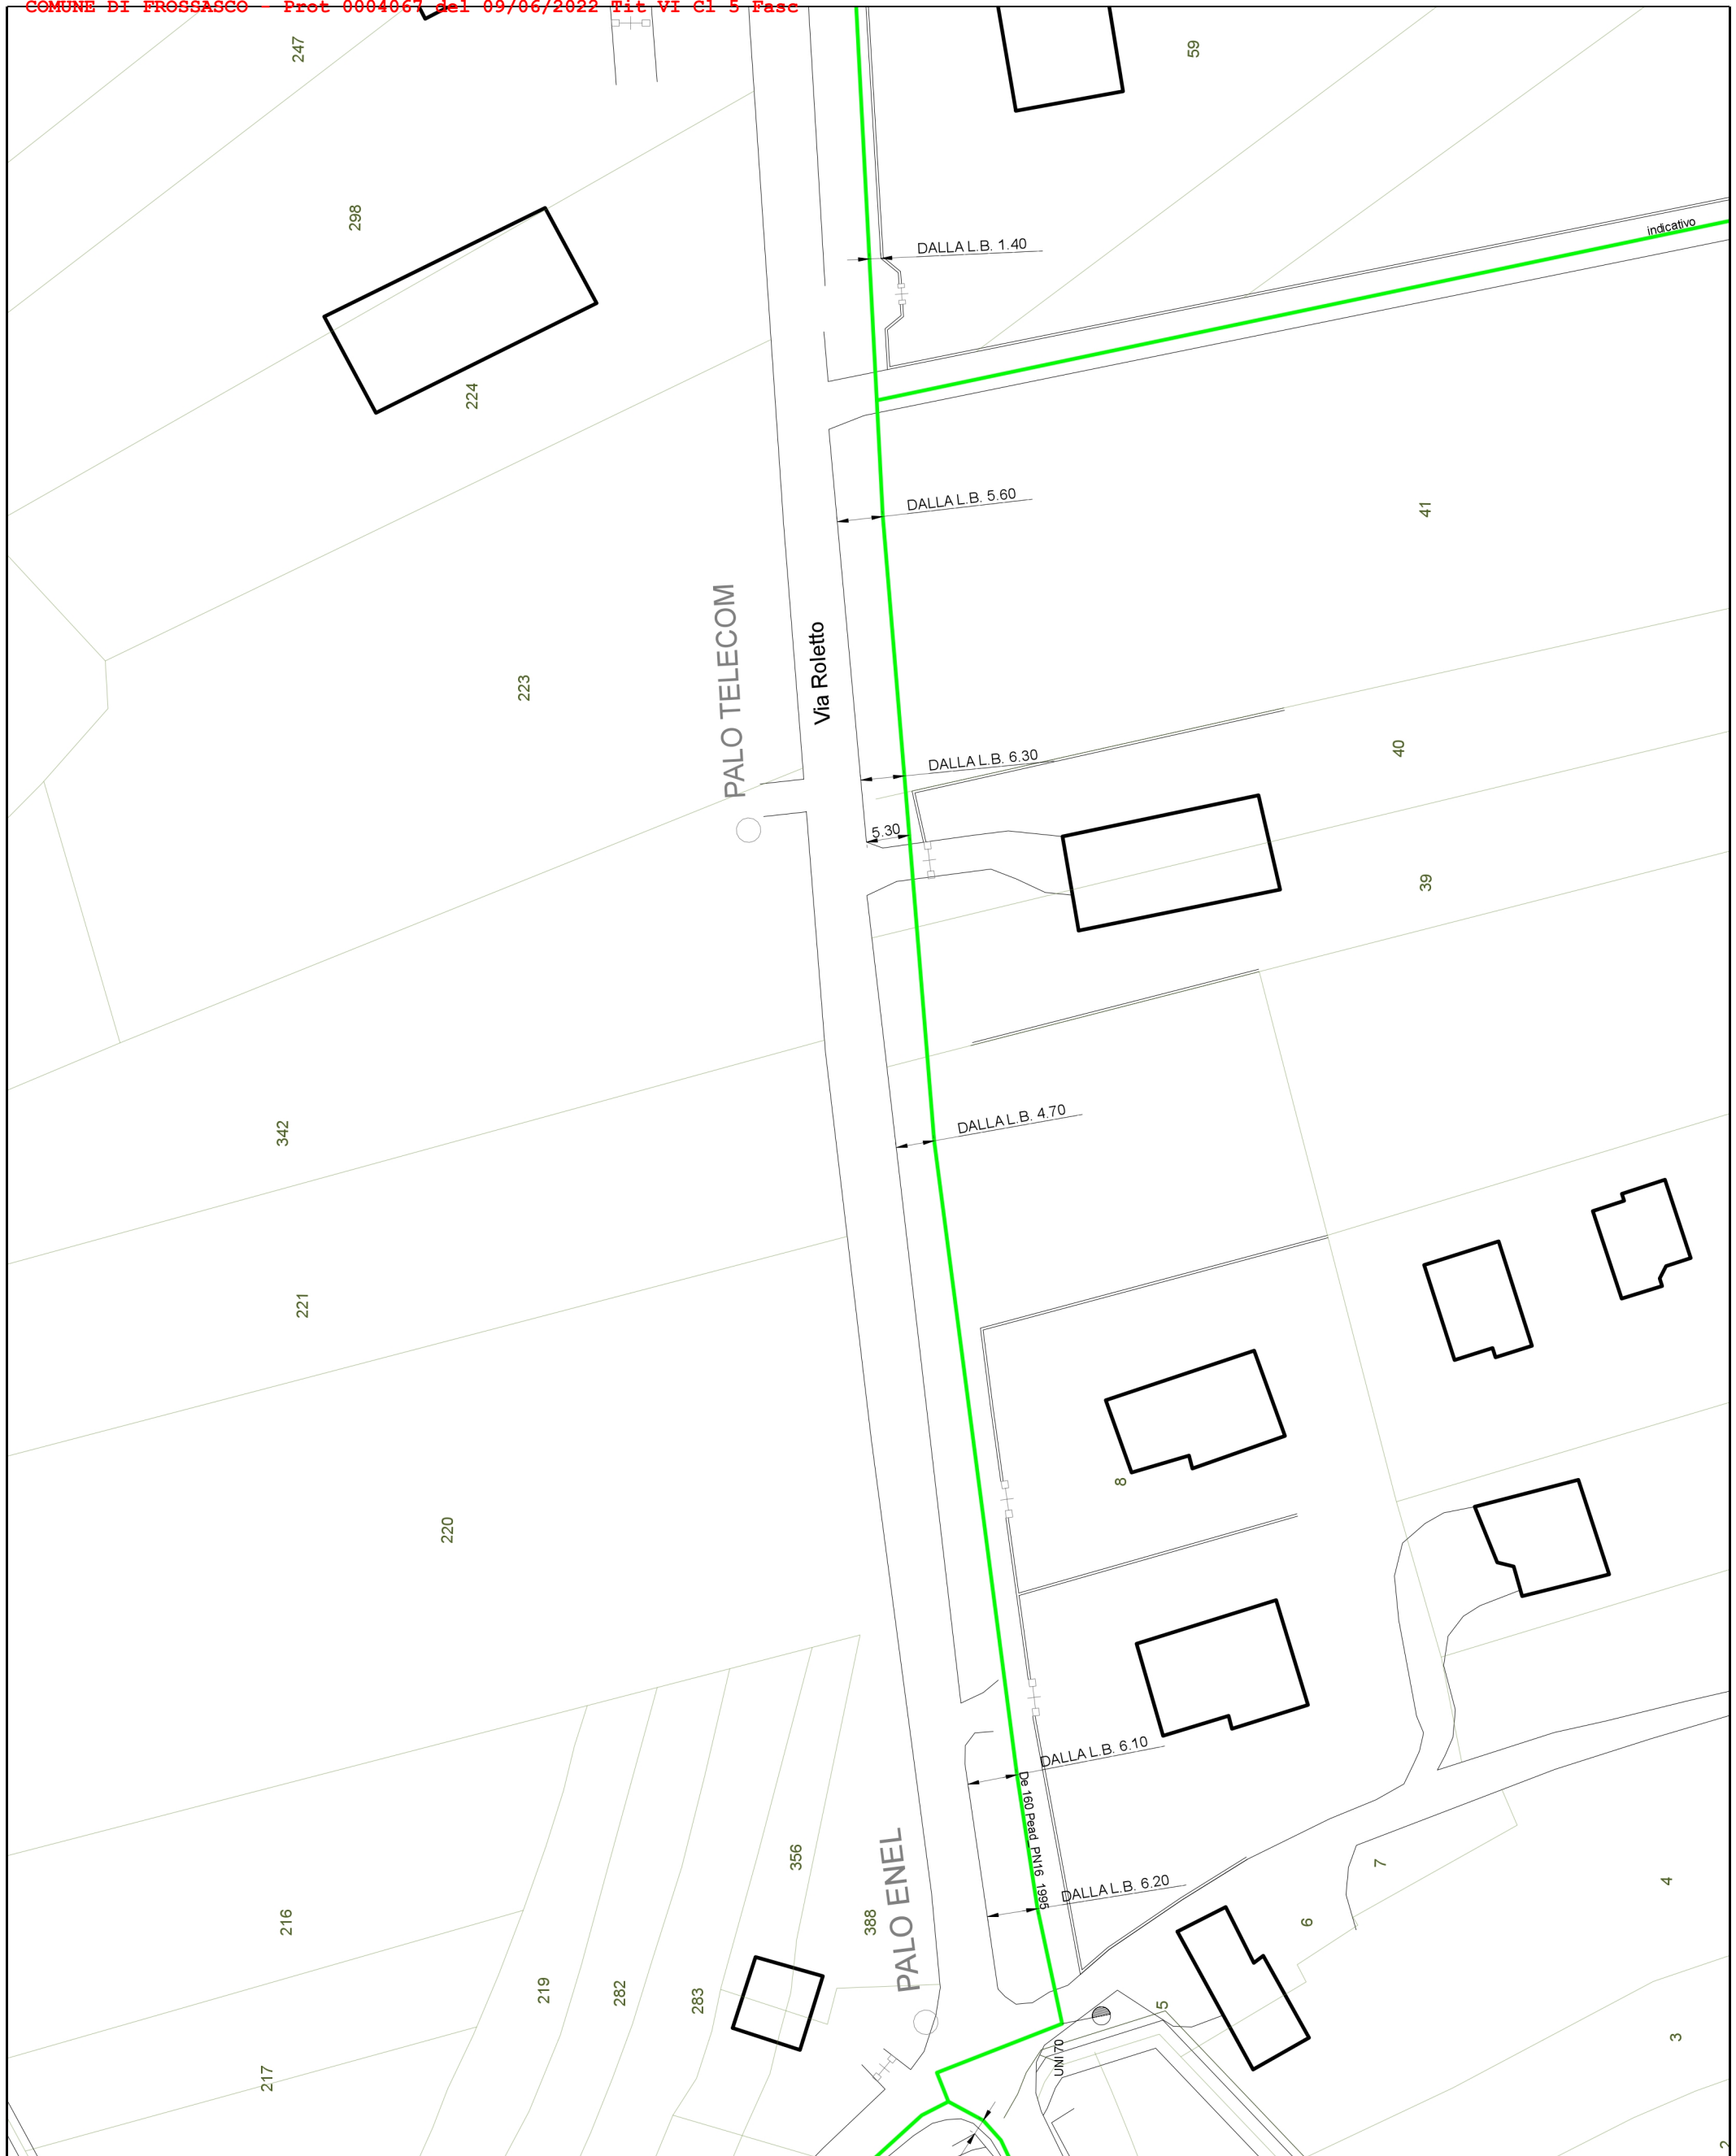 COMUNE DI FROSSASCO - Prot 0004067 del 09/06/2022 Tit VI Cl 5 Fasc
247
59
298
indicativo
DALLA L.B. 1.40
224
DALLA L.B. 5.60
41
PALO TELECOM
Via Roletto
223
DALLA L.B. 6.30
40
5.30
39
342
DALLA L.B. 4.70
221
8
220
DALLA L.B. 6.10
De 160 Pead PN16 1995
356
7
PALO ENEL
DALLA L.B. 6.20
4
216
388
6
219
282
283
5
3
UNI 70
217
2